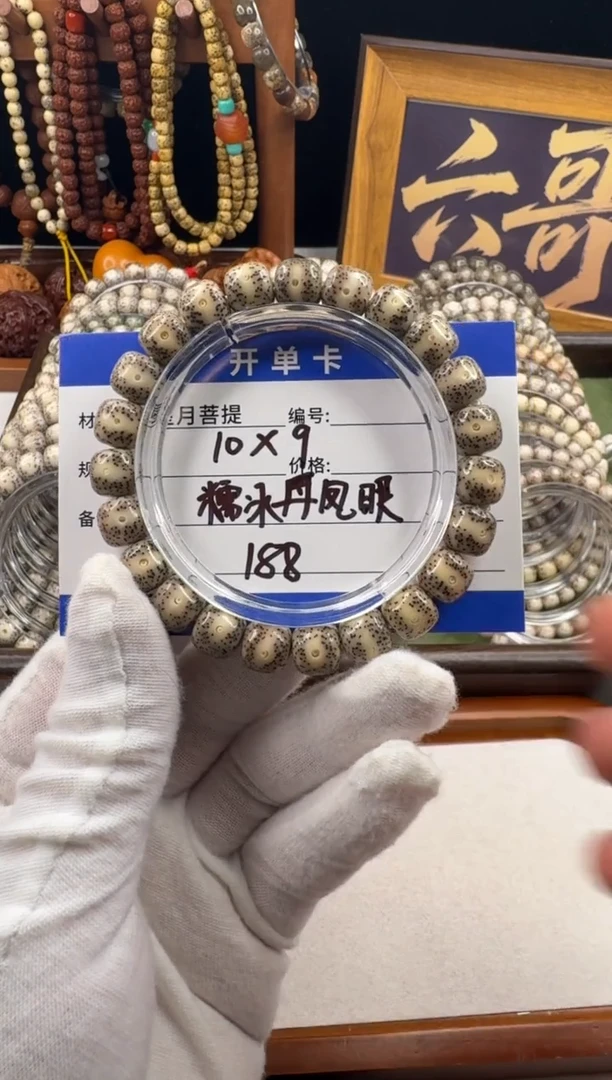 六哥
开单卡
材 月菩提 编号:
10×9
规 价格:
备 糯冰丹凤眼
188